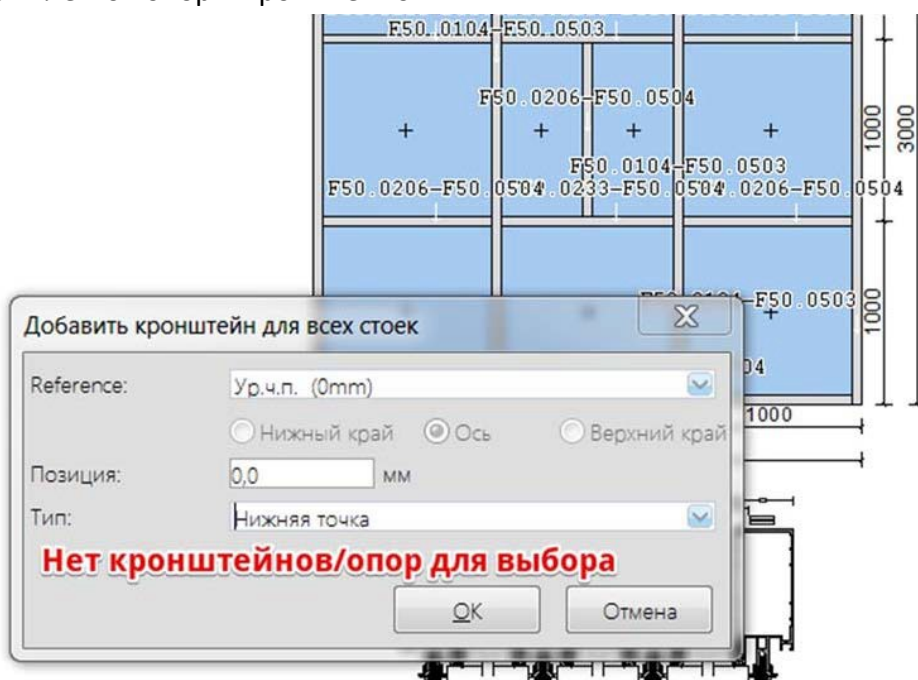 F50..0104-F50..0503
F50.0206-F50.0504
1000
3000
F50.0104-F50.0503
F50.0206-F50.0504.0233-F50.0504.0206-F50.0504
-F50.0503
1000
Добавить кронштейн для всех стоек
Reference:
Ур.ч.п. (0mm)
04
1000
Нижный край
Ось
Верхний край
Позиция:
0,0
мм
Тип:
Нижняя точка
Нет кронштейнов/опор для выбора
OK
Отмена